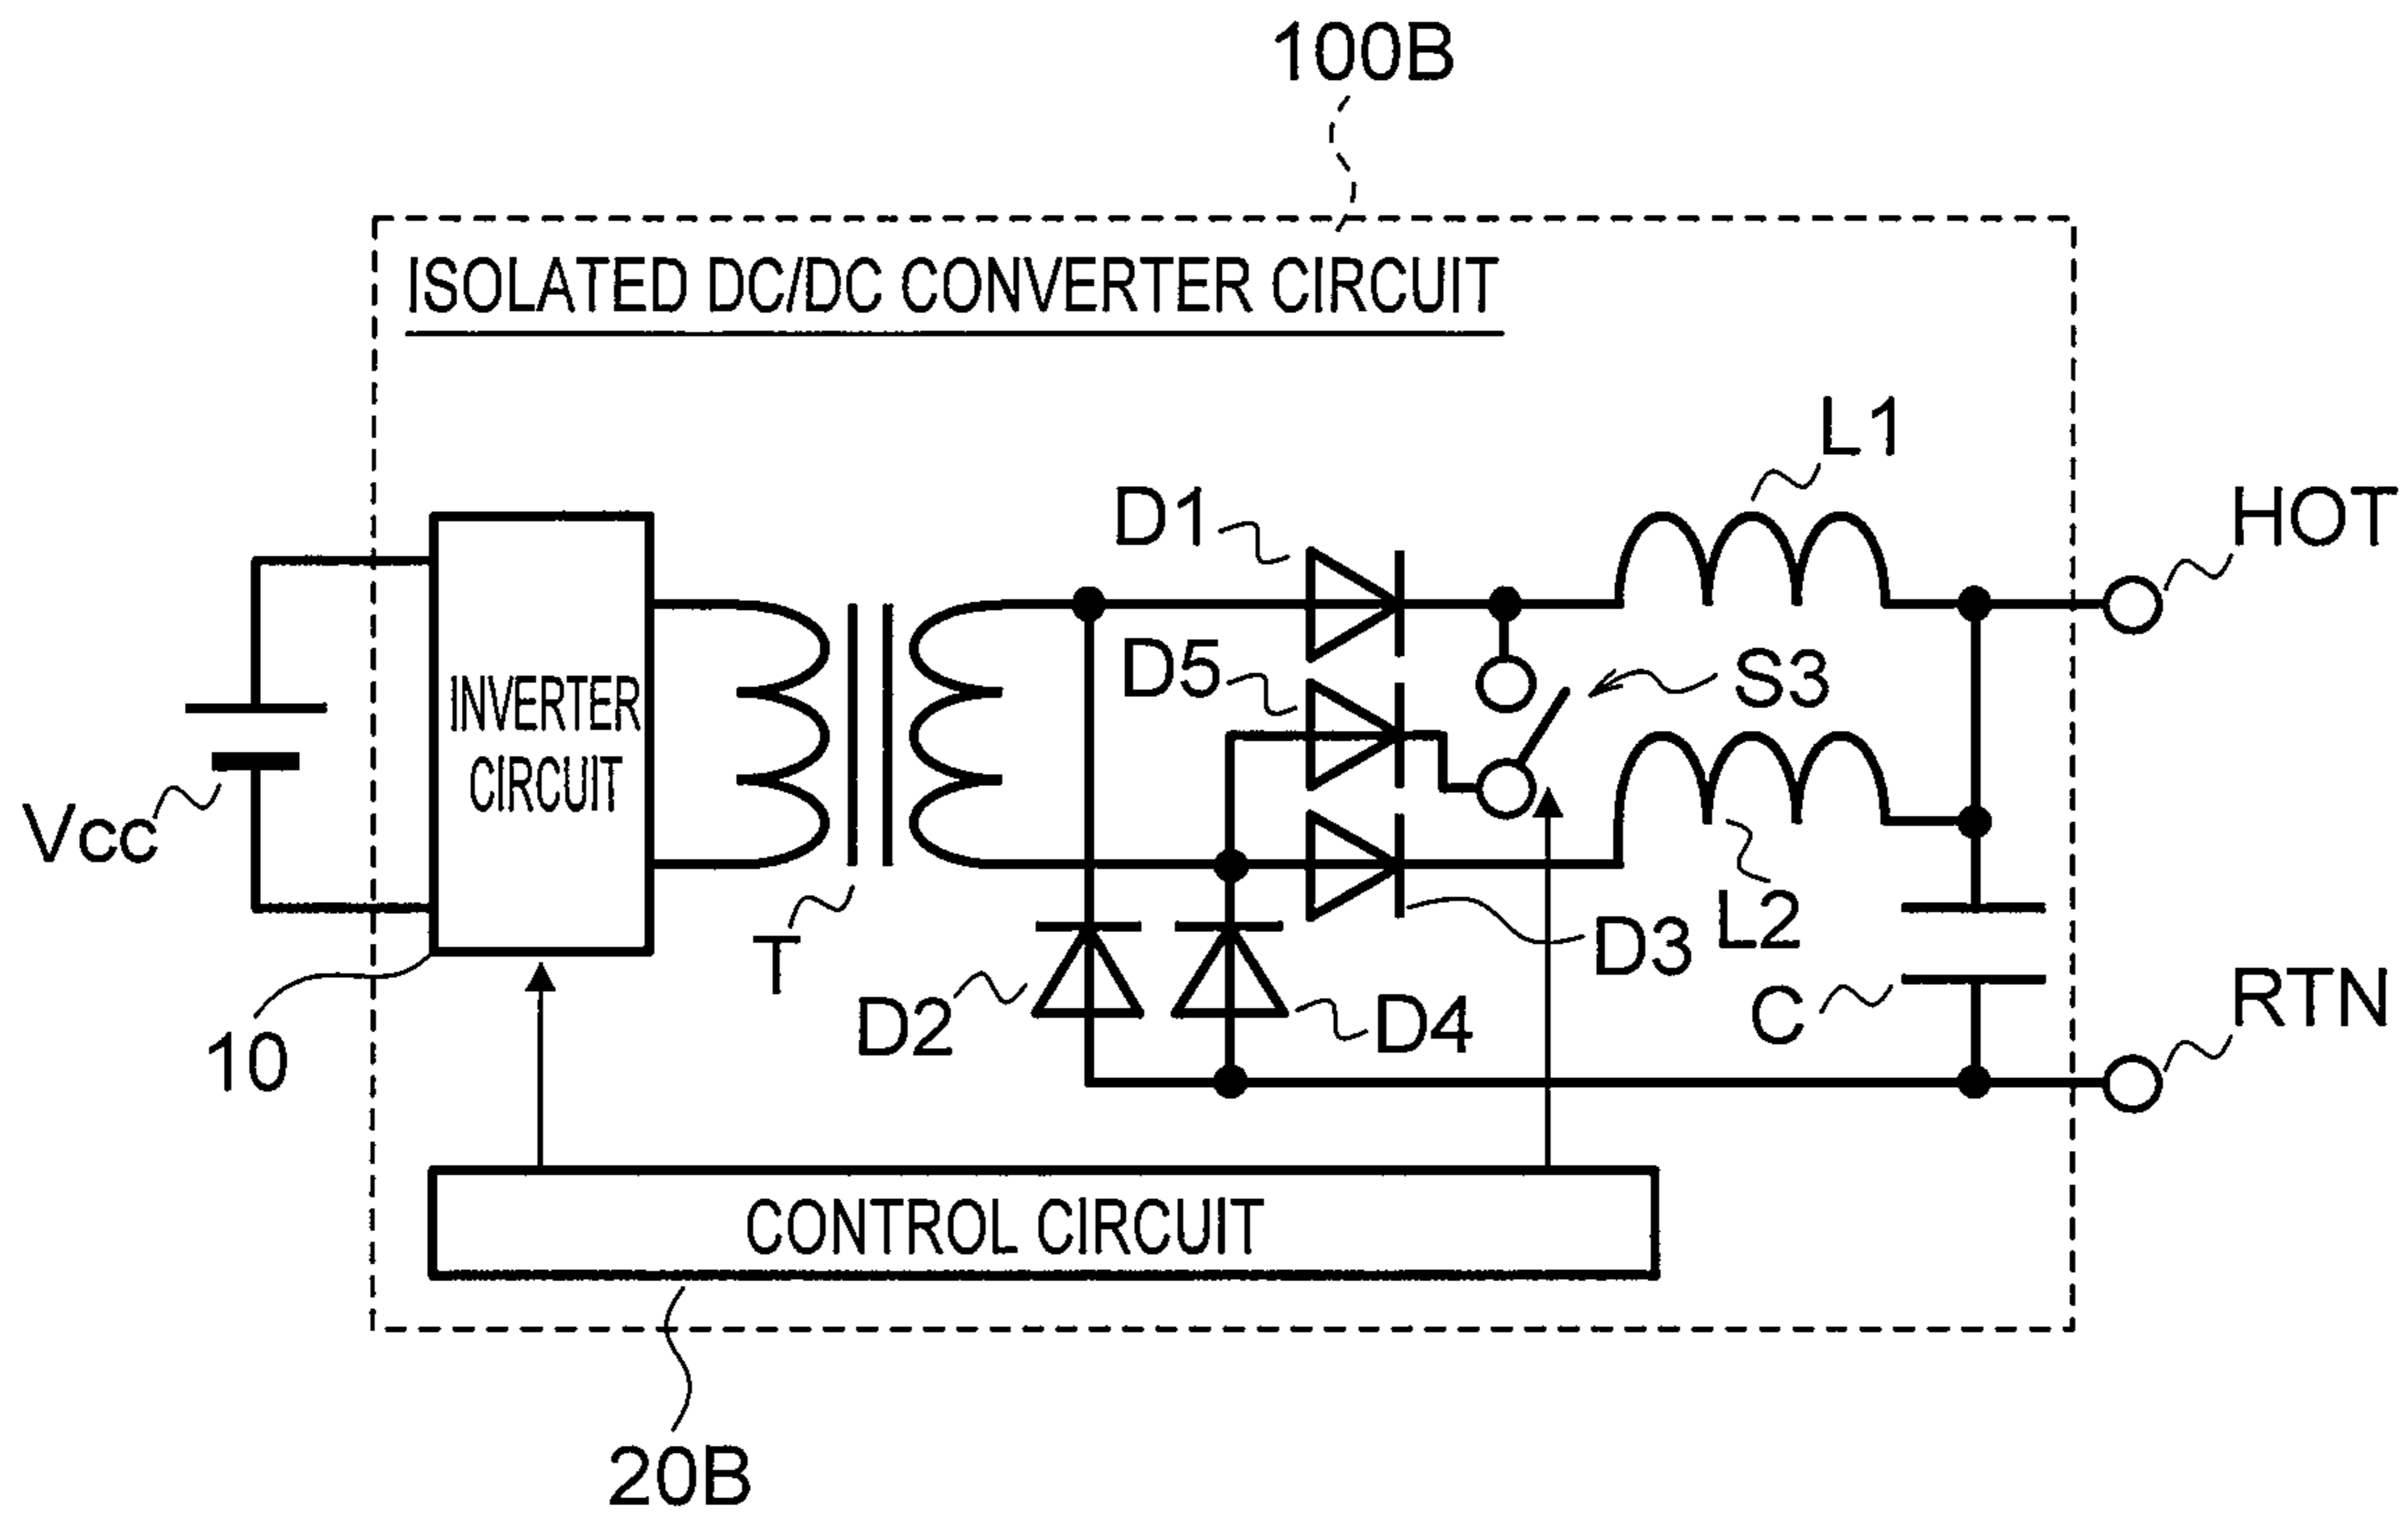 100B
ISOLATED DC/DC CONVERTER CIRCUIT
L1
D1
HOT
D5
S3
INVERTER
CIRCUIT
Vcc
L2
T
D3
D2
D4
C
RTN
10
CONTROL CIRCUIT
20B